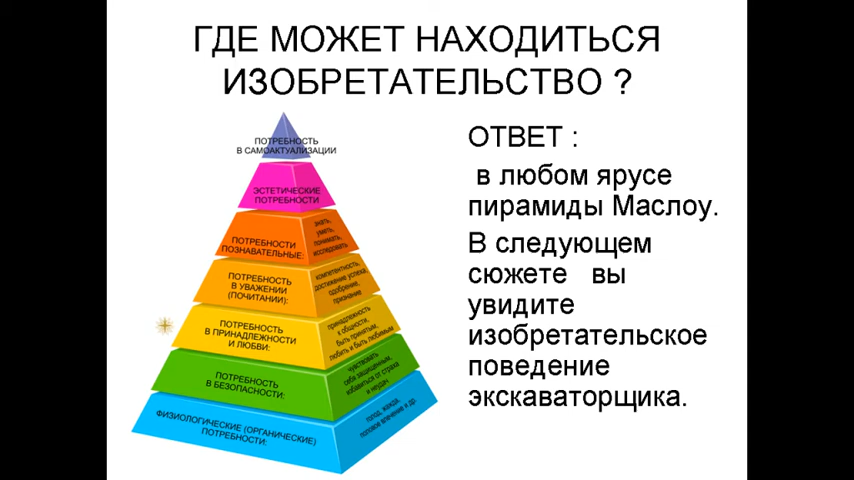 ГДЕ МОЖЕТ НАХОДИТЬСЯ
ИЗОБРЕТАТЕЛЬСТВО ?
ПОТРЕБНОСТЬ
В САМОАКТУАЛИЗАЦИИ
ЭСТЕТИЧЕСКИЕ
ПОТРЕБНОСТИ
ПОТРЕБНОСТИ
ПОЗНАВАТЕЛЬНЫЕ:
знать,
уметь,
понимать,
исследовать
ПОТРЕБНОСТЬ
В УВАЖЕНИИ
(ПОЧИТАНИИ):
компетентность,
достижение успеха,
одобрение,
признание
ПОТРЕБНОСТЬ
В ПРИНАДЛЕЖНОСТИ
И ЛЮБВИ:
принадлежность
к общности,
быть принятым,
любить и быть любимым
ПОТРЕБНОСТЬ
В БЕЗОПАСНОСТИ:
чувствовать
себя защищенным,
избавиться от страха
и неудач
ФИЗИОЛОГИЧЕСКИЕ (ОРГАНИЧЕСКИЕ)
ПОТРЕБНОСТИ:
голод, жажда,
половое влечение и др.
ОТВЕТ :
в любом ярусе
пирамиды Маслоу.
В следующем
сюжете вы
увидите
изобретательское
поведение
экскаваторщика.